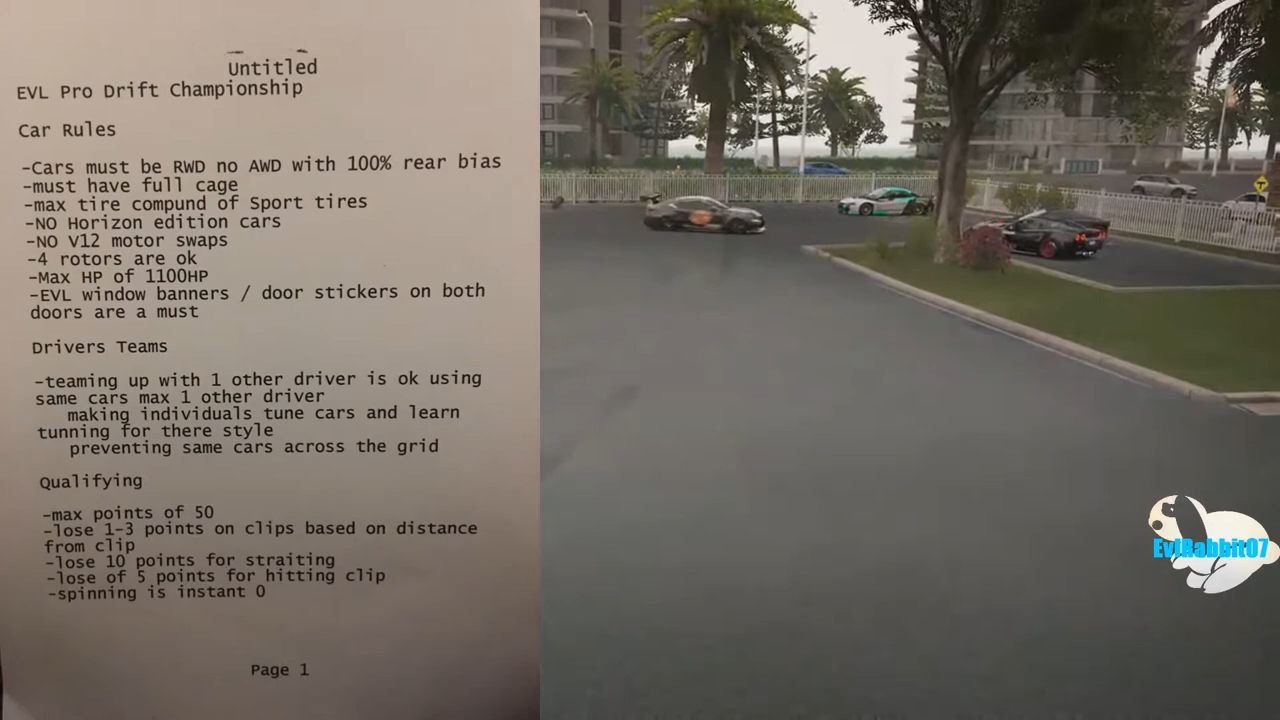 Untitled
EVL Pro Drift Championship
Car Rules
-Cars must be RWD no AWD with 100% rear bias
-must have full cage
-max tire compund of Sport tires
-NO Horizon edition cars
-NO V12 motor swaps
-4 rotors are ok
-Max HP of 1100HP
-EVL window banners / door stickers on both
doors are a must
Drivers Teams
-teaming up with 1 other driver is ok using
same cars max 1 other driver
making individuals tune cars and learn
tunning for there style
preventing same cars across the grid
Qualifying
-max points of 50
-lose 1-3 points on clips based on distance
from clip
-lose 10 points for straiting
-lose of 5 points for hitting clip
-spinning is instant 0
Page 1
EvlRabbit07